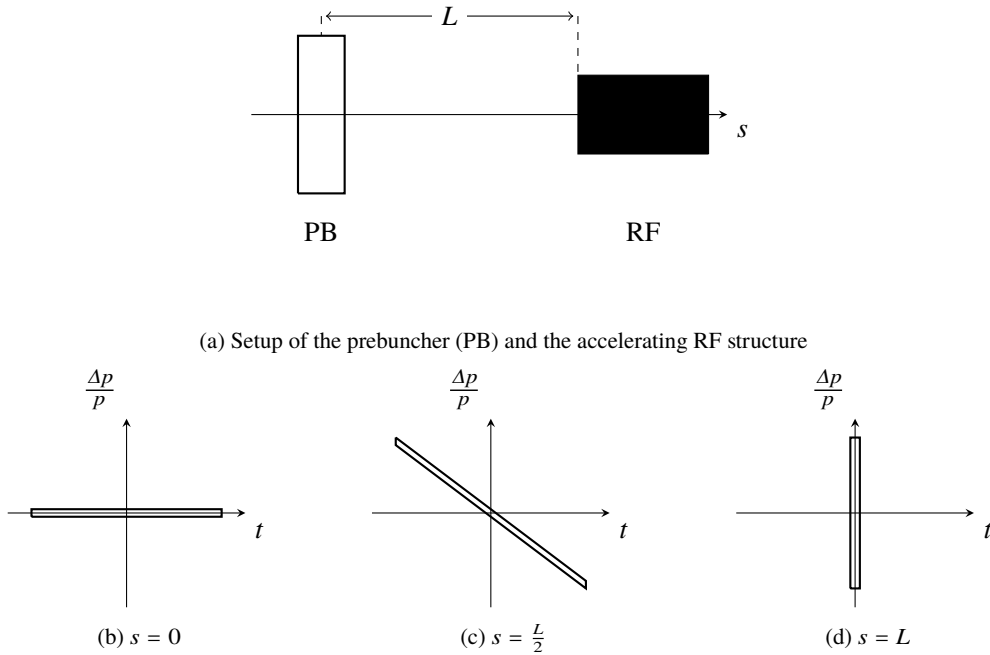 L
s
PB RF
(a) Setup of the prebuncher (PB) and the accelerating RF structure
Δp/p Δp/p Δp/p
t t t
(b) s = 0 (c) s = L/2 (d) s = L